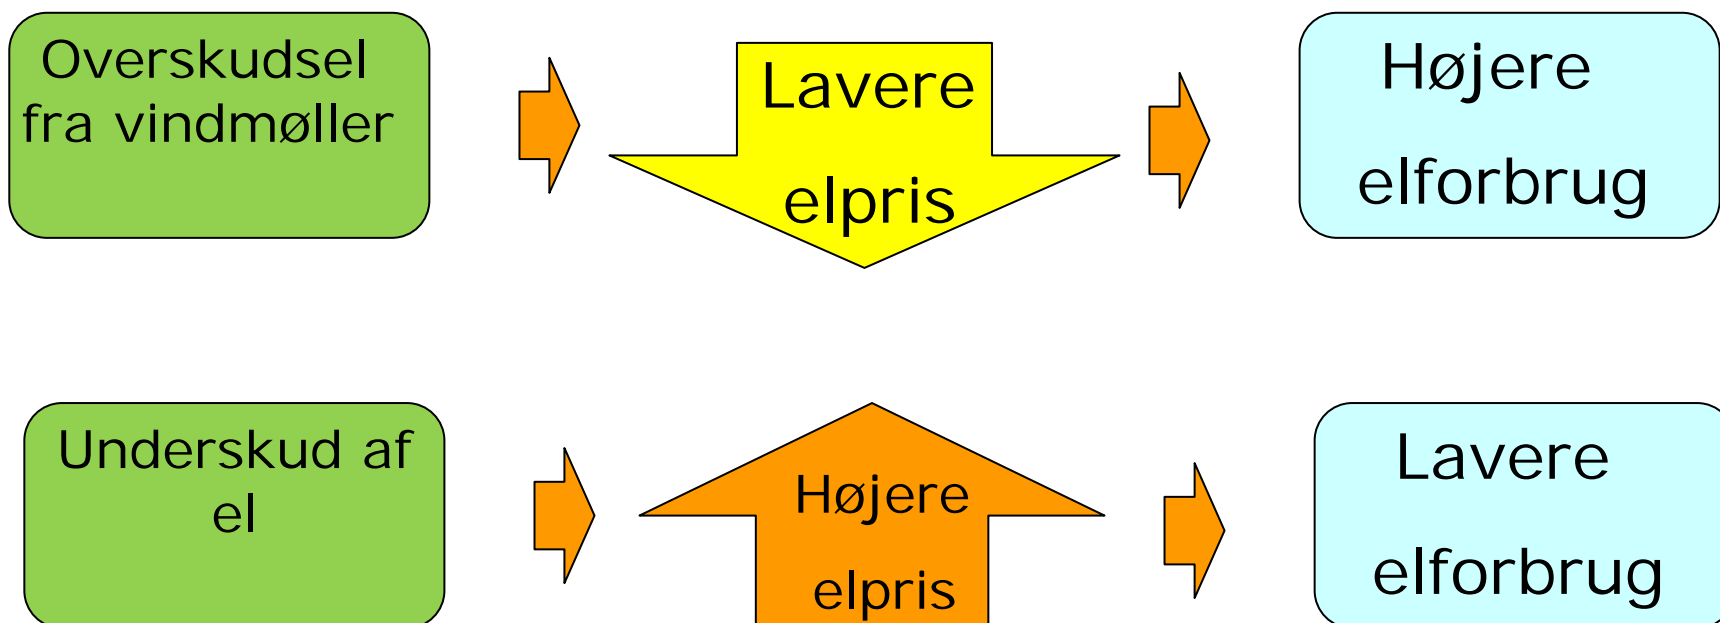 Overskudsel
fra vindmøller
Lavere
elpris
Højere
elforbrug
Underskud af
el
Højere
elpris
Lavere
elforbrug